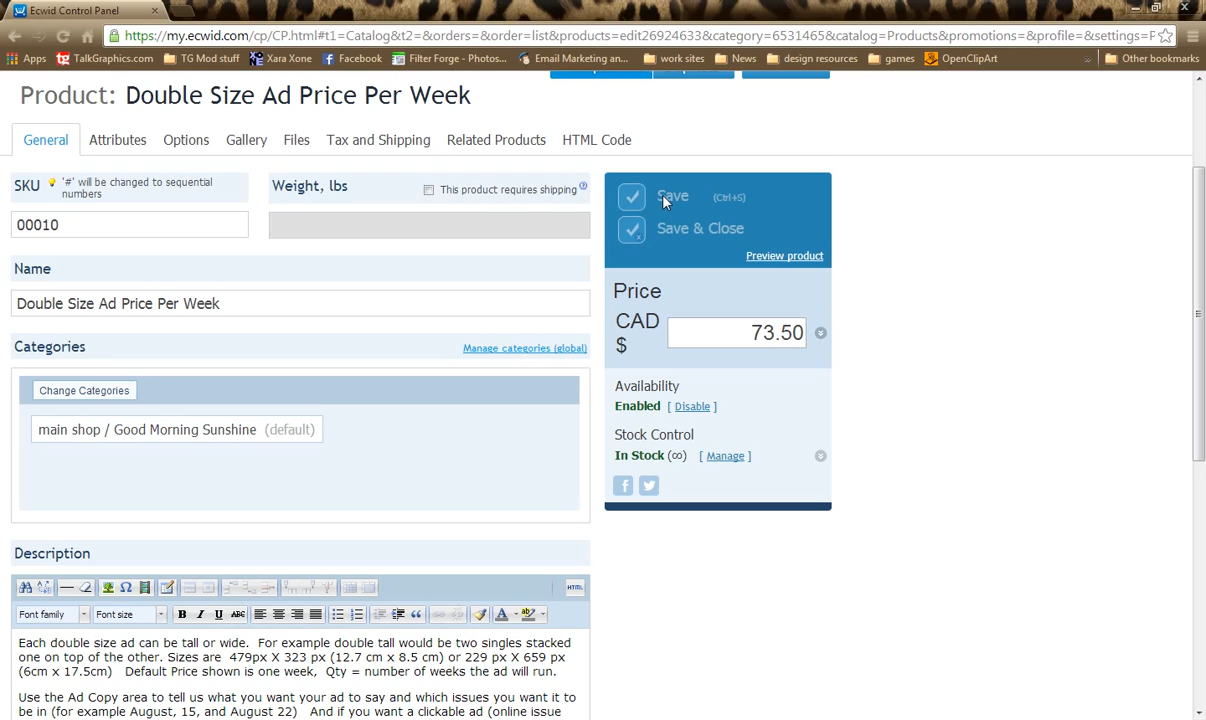 Ecwid Control Panel
https://my.ecwid.com/cp/CP.html#t1=Catalog&t2=&orders=&order=list&products=edit26924633&category=6531465&catalog=Products&promotions=&profile=&settings=P
Apps TalkGraphics.com TG Mod stuff Xara Xone Facebook Filter Forge - Photos... Email Marketing an... work sites News design resources games OpenClipArt » Other bookmarks
Product: Double Size Ad Price Per Week
General Attributes Options Gallery Files Tax and Shipping Related Products HTML Code
SKU '#' will be changed to sequential numbers
Weight, lbs This product requires shipping ?
00010
Name
Double Size Ad Price Per Week
Categories Manage categories (global)
Change Categories
main shop / Good Morning Sunshine (default)
Save (Ctrl+S)
Save & Close
Preview product
Price
CAD $ 73.50
Availability
Enabled [ Disable ]
Stock Control
In Stock (∞) [ Manage ]
Description
HTML
Font family Font size B I U ABC A ab
Each double size ad can be tall or wide. For example double tall would be two singles stacked
one on top of the other. Sizes are 479px X 323 px (12.7 cm x 8.5 cm) or 229 px X 659 px
(6cm x 17.5cm) Default Price shown is one week, Qty = number of weeks the ad will run.
Use the Ad Copy area to tell us what you want your ad to say and which issues you want it to
be in (for example August, 15, and August 22) And if you want a clickable ad (online issue